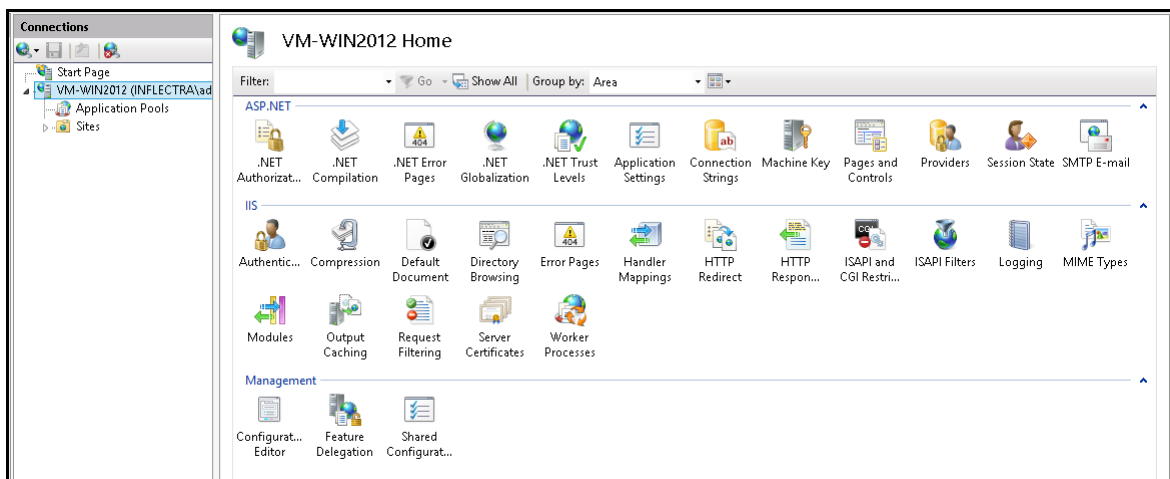 Connections
Start Page
VM-WIN2012 (INFLECTRA\ad
Application Pools
Sites
VM-WIN2012 Home
Filter: Go Show All Group by: Area
ASP.NET
.NET Authorizat...
.NET Compilation
404
.NET Error Pages
.NET Globalization
.NET Trust Levels
Application Settings
ab
Connection Strings
Machine Key
Pages and Controls
Providers
Session State
SMTP E-mail
IIS
Authentic...
Compression
Default Document
Directory Browsing
404
Error Pages
Handler Mappings
HTTP Redirect
HTTP Respon...
CGI
ISAPI and CGI Restri...
ISAPI Filters
Logging
MIME Types
Modules
Output Caching
Request Filtering
Server Certificates
Worker Processes
Management
Configurat... Editor
Feature Delegation
Shared Configurat...